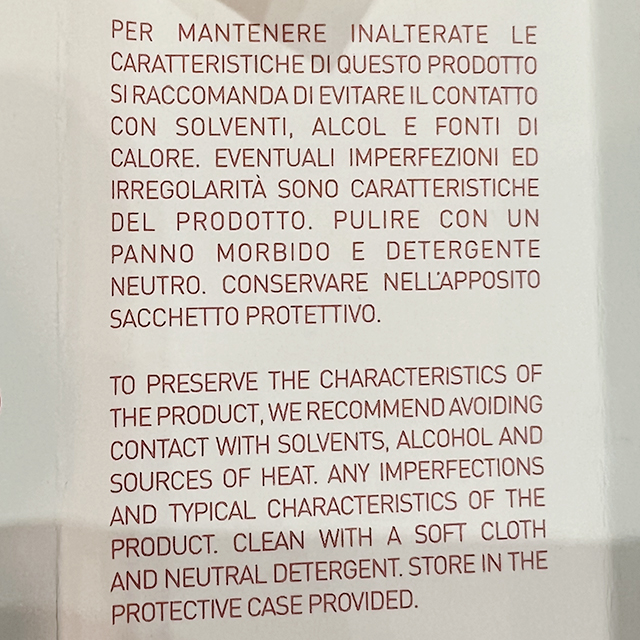 PER MANTENERE INALTERATE LE
CARATTERISTICHE DI QUESTO PRODOTTO
SI RACCOMANDA DI EVITARE IL CONTATTO
CON SOLVENTI, ALCOL E FONTI DI
CALORE. EVENTUALI IMPERFEZIONI ED
IRREGOLARITÀ SONO CARATTERISTICHE
DEL PRODOTTO. PULIRE CON UN
PANNO MORBIDO E DETERGENTE
NEUTRO. CONSERVARE NELL'APPOSITO
SACCHETTO PROTETTIVO.
TO PRESERVE THE CHARACTERISTICS OF
THE PRODUCT, WE RECOMMEND AVOIDING
CONTACT WITH SOLVENTS, ALCOHOL AND
SOURCES OF HEAT. ANY IMPERFECTIONS
AND TYPICAL CHARACTERISTICS OF THE
PRODUCT. CLEAN WITH A SOFT CLOTH
AND NEUTRAL DETERGENT. STORE IN THE
PROTECTIVE CASE PROVIDED.